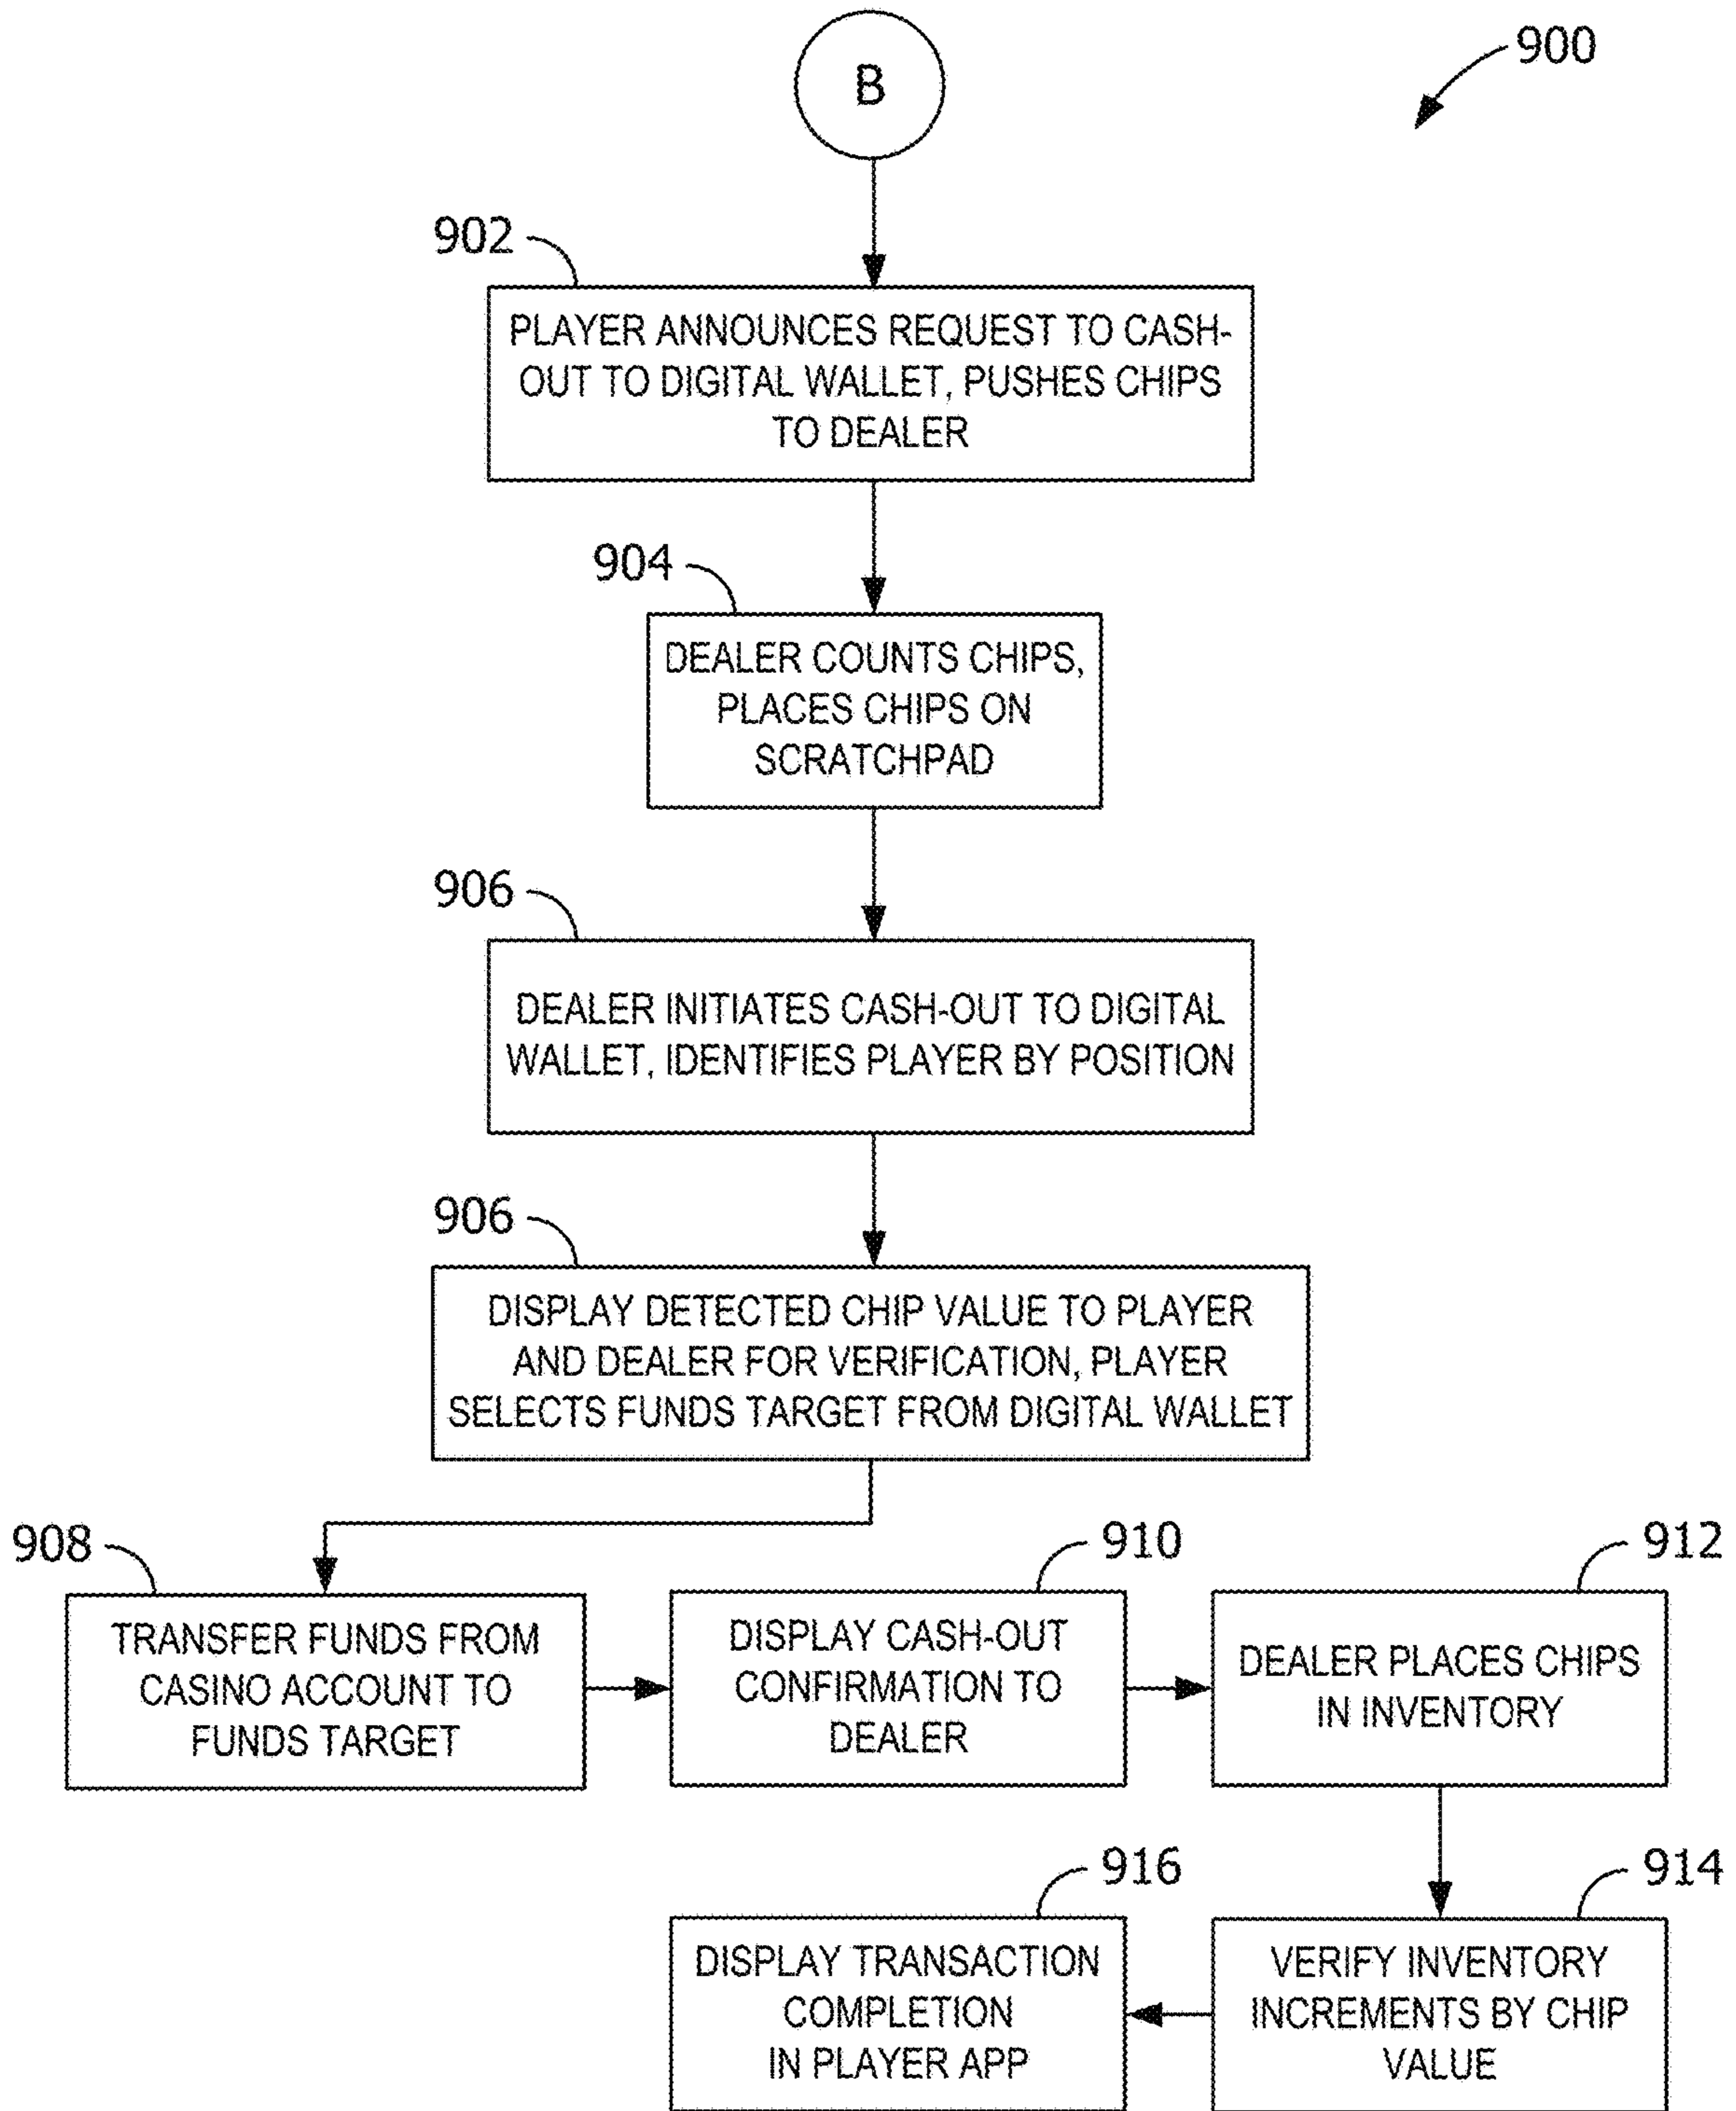 B
900
902
PLAYER ANNOUNCES REQUEST TO CASH-
OUT TO DIGITAL WALLET, PUSHES CHIPS
TO DEALER
904
DEALER COUNTS CHIPS,
PLACES CHIPS ON
SCRATCHPAD
906
DEALER INITIATES CASH-OUT TO DIGITAL
WALLET, IDENTIFIES PLAYER BY POSITION
906
DISPLAY DETECTED CHIP VALUE TO PLAYER
AND DEALER FOR VERIFICATION, PLAYER
SELECTS FUNDS TARGET FROM DIGITAL WALLET
908
TRANSFER FUNDS FROM
CASINO ACCOUNT TO
FUNDS TARGET
910
DISPLAY CASH-OUT
CONFIRMATION TO
DEALER
912
DEALER PLACES CHIPS
IN INVENTORY
914
VERIFY INVENTORY
INCREMENTS BY CHIP
VALUE
916
DISPLAY TRANSACTION
COMPLETION
IN PLAYER APP